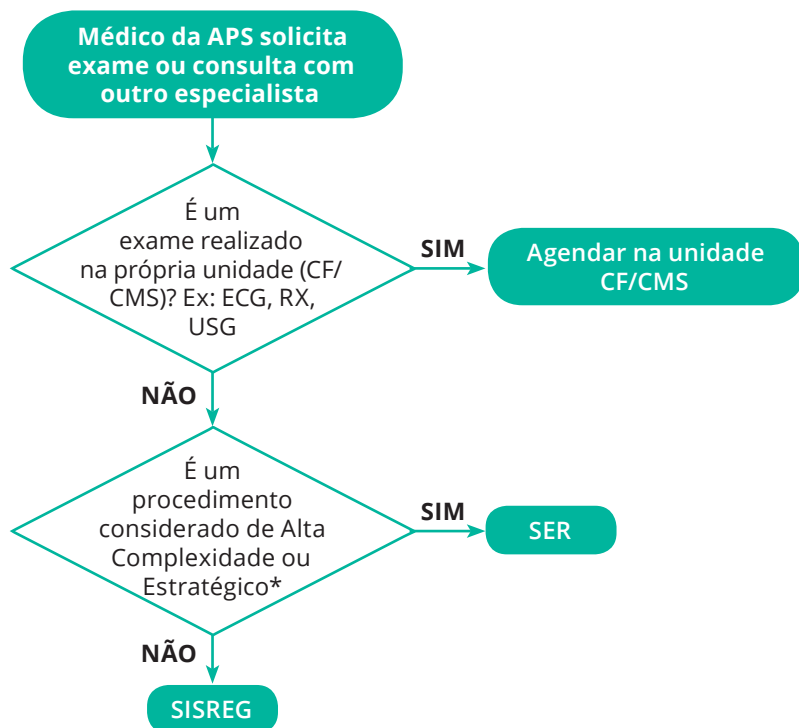 Médico da APS solicita
exame ou consulta com
outro especialista
É um
exame realizado
na própria unidade (CF/
CMS)? Ex: ECG, RX,
USG
SIM
Agendar na unidade
CF/CMS
NÃO
É um
procedimento
considerado de Alta
Complexidade ou
Estratégico*
SIM
SER
NÃO
SISREG